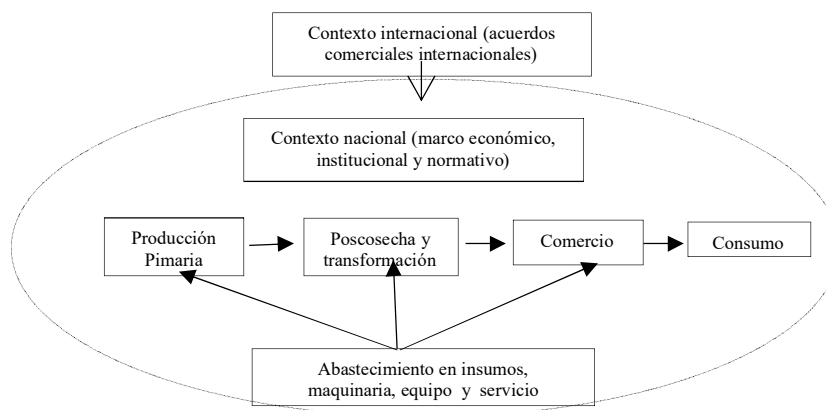 Contexto internacional (acuerdos
comerciales internacionales)
Contexto nacional (marco económico,
institucional y normativo)
Producción
Pimaria
Poscosecha y
transformación
Comercio
Consumo
Abastecimiento en insumos,
maquinaria, equipo y servicio